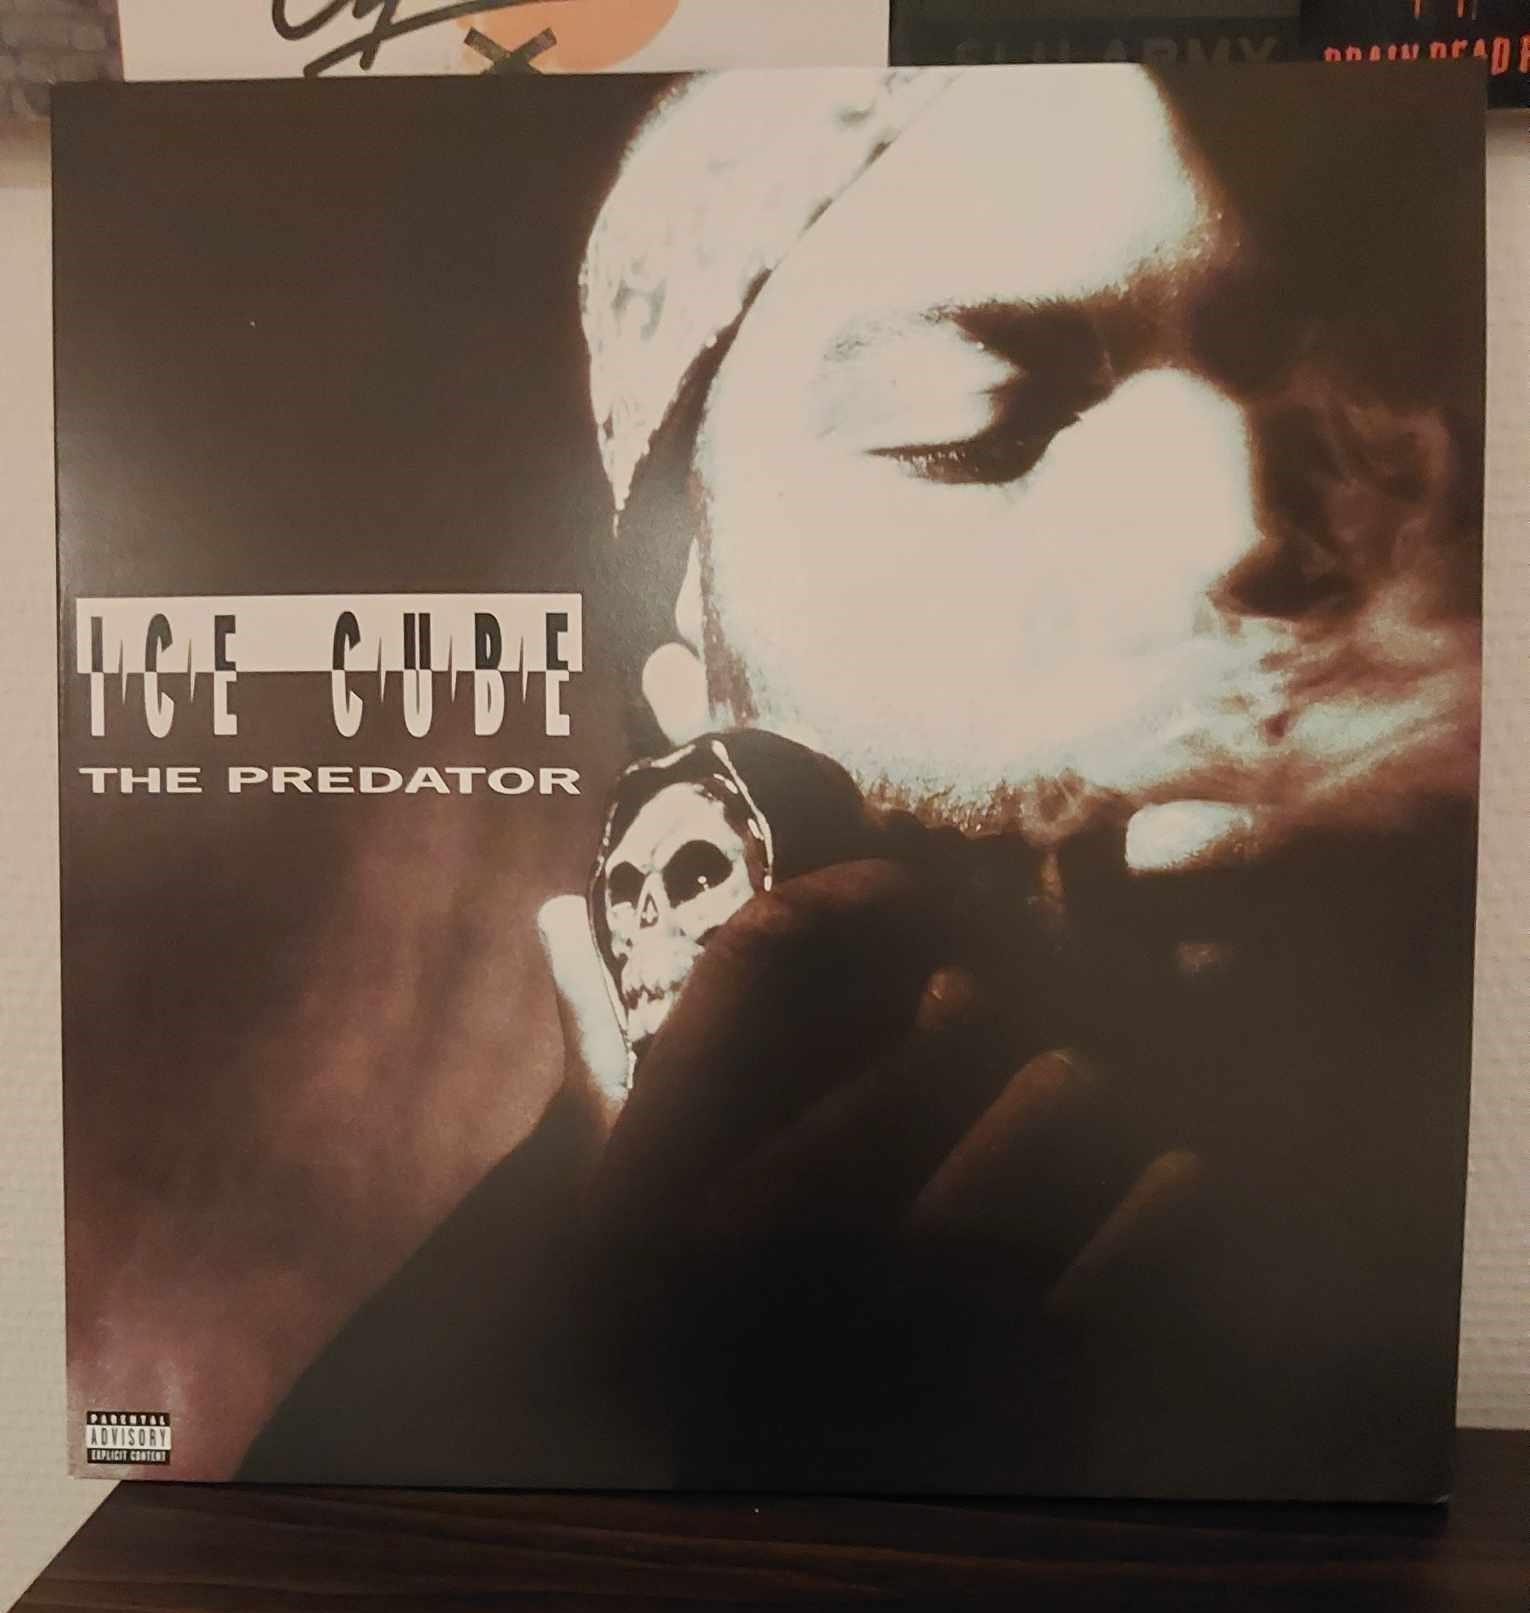 ICE CUBE
THE PREDATOR
PARENTAL
ADVISORY
EXPLICIT CONTENT